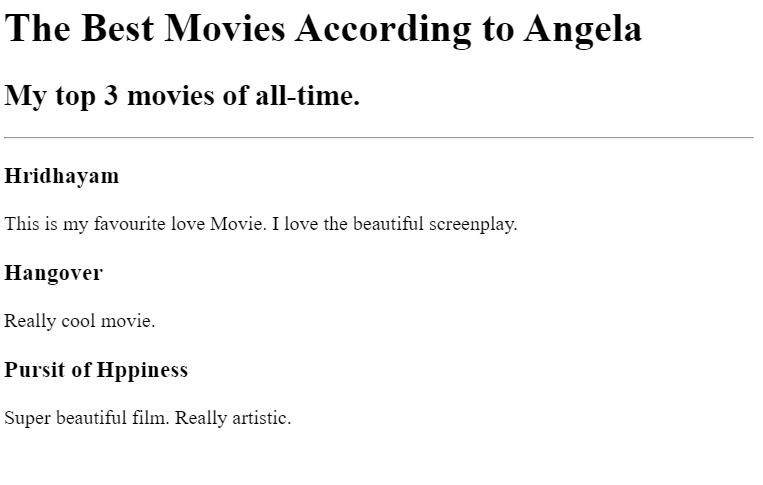 The Best Movies According to Angela
My top 3 movies of all-time.
Hridhayam
This is my favourite love Movie. I love the beautiful screenplay.
Hangover
Really cool movie.
Pursit of Hppiness
Super beautiful film. Really artistic.